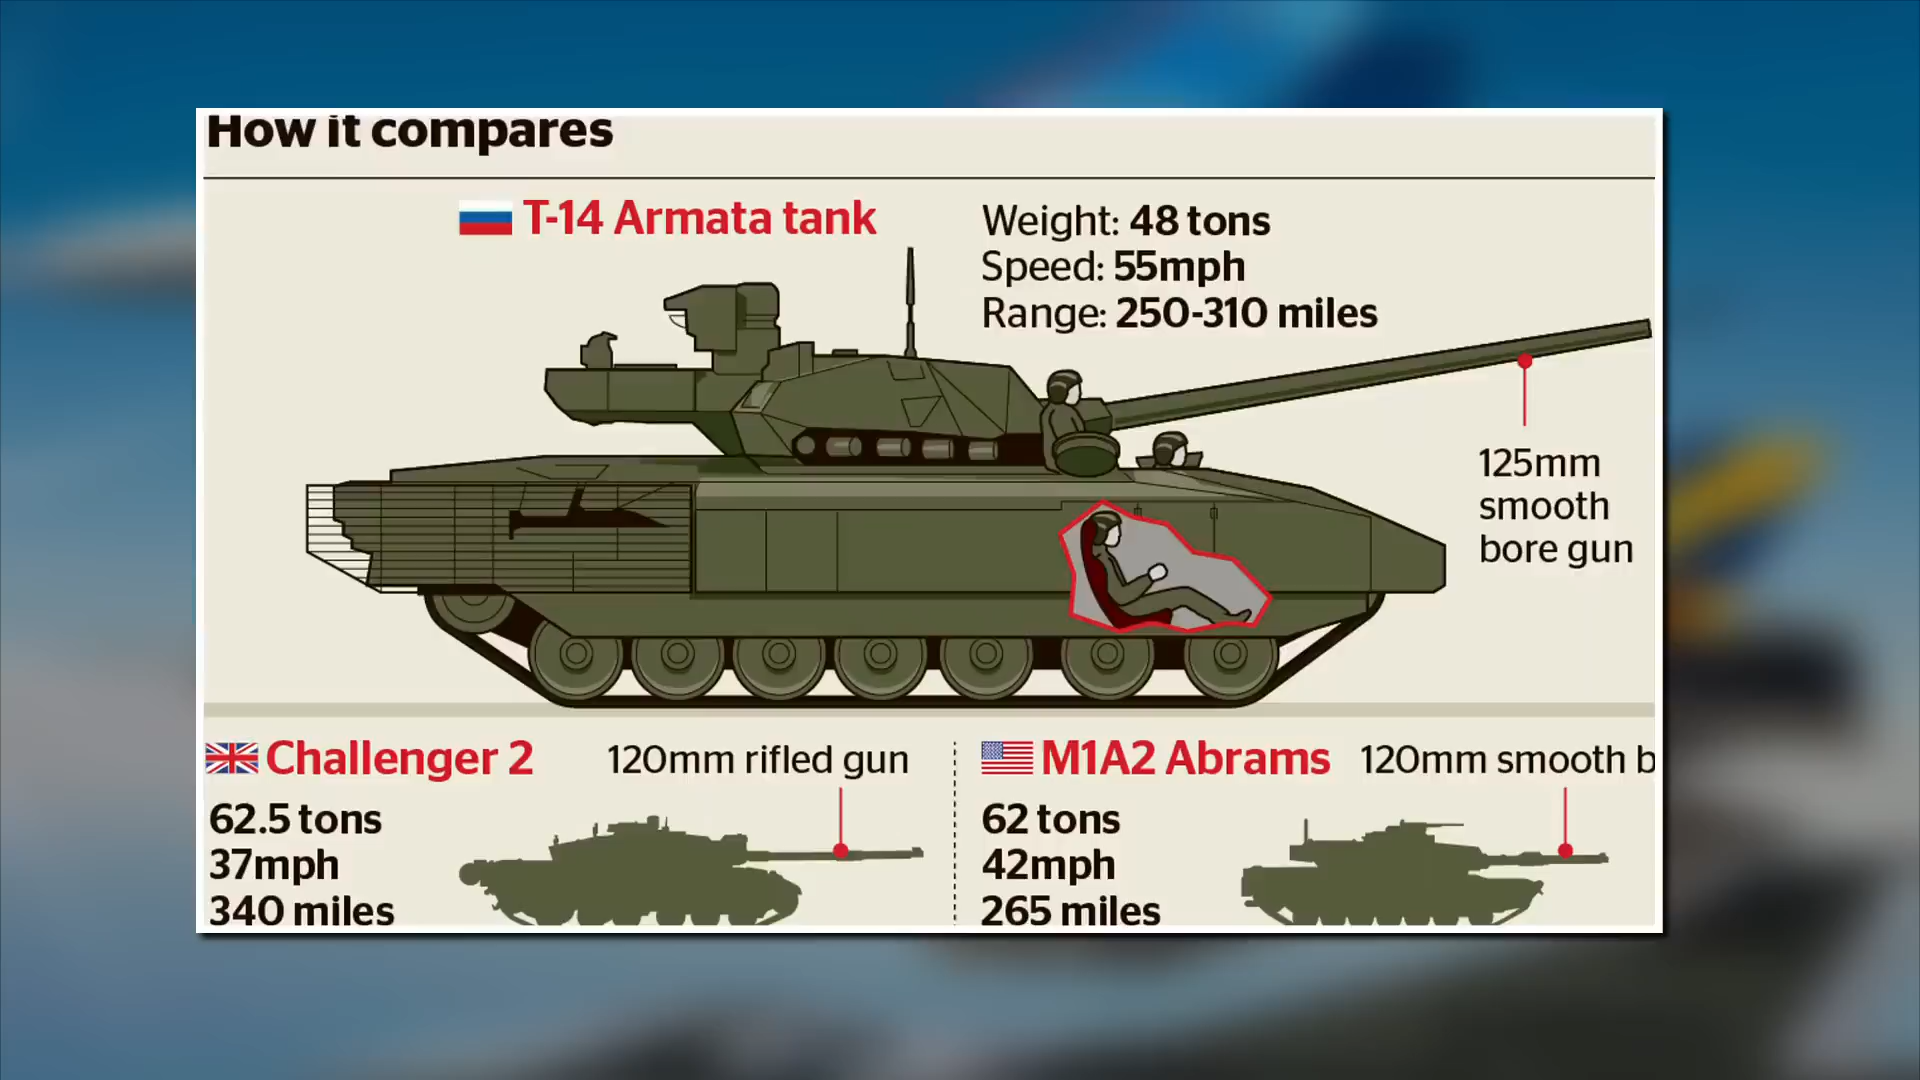 How it compares
T-14 Armata tank
Weight: 48 tons
Speed: 55mph
Range: 250-310 miles
125mm
smooth
bore gun
Challenger 2
120mm rifled gun
62.5 tons
37mph
340 miles
M1A2 Abrams
120mm smooth b
62 tons
42mph
265 miles